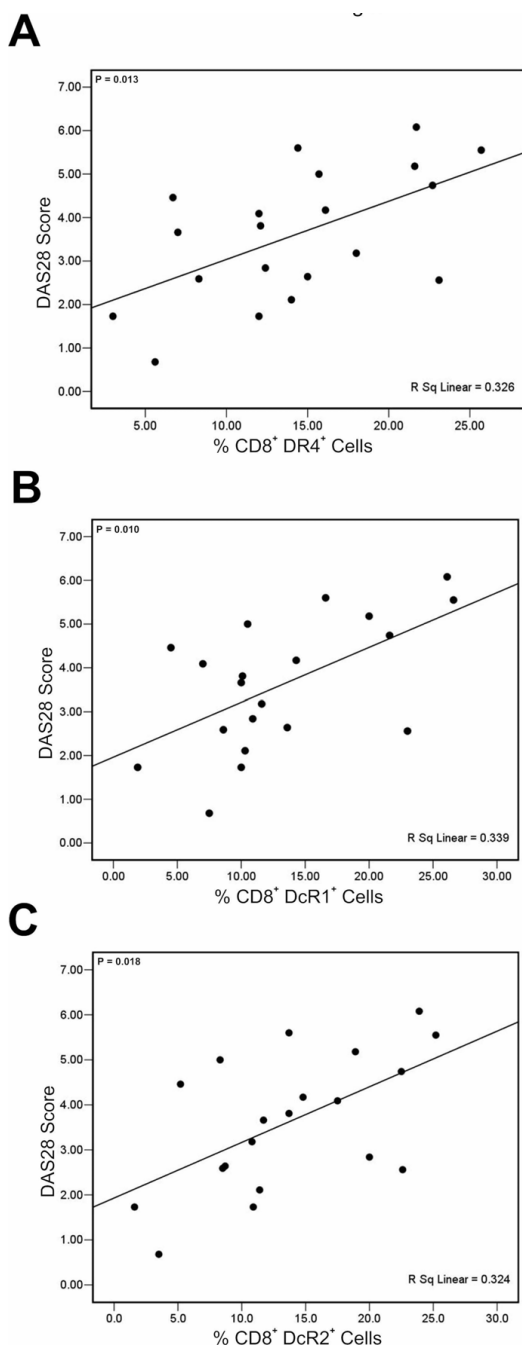 A
P = 0.013
7.00
6.00
5.00
4.00
3.00
2.00
1.00
0.00
DAS28 Score
R Sq Linear = 0.326
5.00 10.00 15.00 20.00 25.00
% CD8⁺ DR4⁺ Cells
B
P = 0.010
7.00
6.00
5.00
4.00
3.00
2.00
1.00
0.00
DAS28 Score
R Sq Linear = 0.339
0.00 5.00 10.00 15.00 20.00 25.00 30.00
% CD8⁺ DcR1⁺ Cells
C
P = 0.018
7.00
6.00
5.00
4.00
3.00
2.00
1.00
0.00
DAS28 Score
R Sq Linear = 0.324
0.0 5.0 10.0 15.0 20.0 25.0 30.0
% CD8⁺ DcR2⁺ Cells